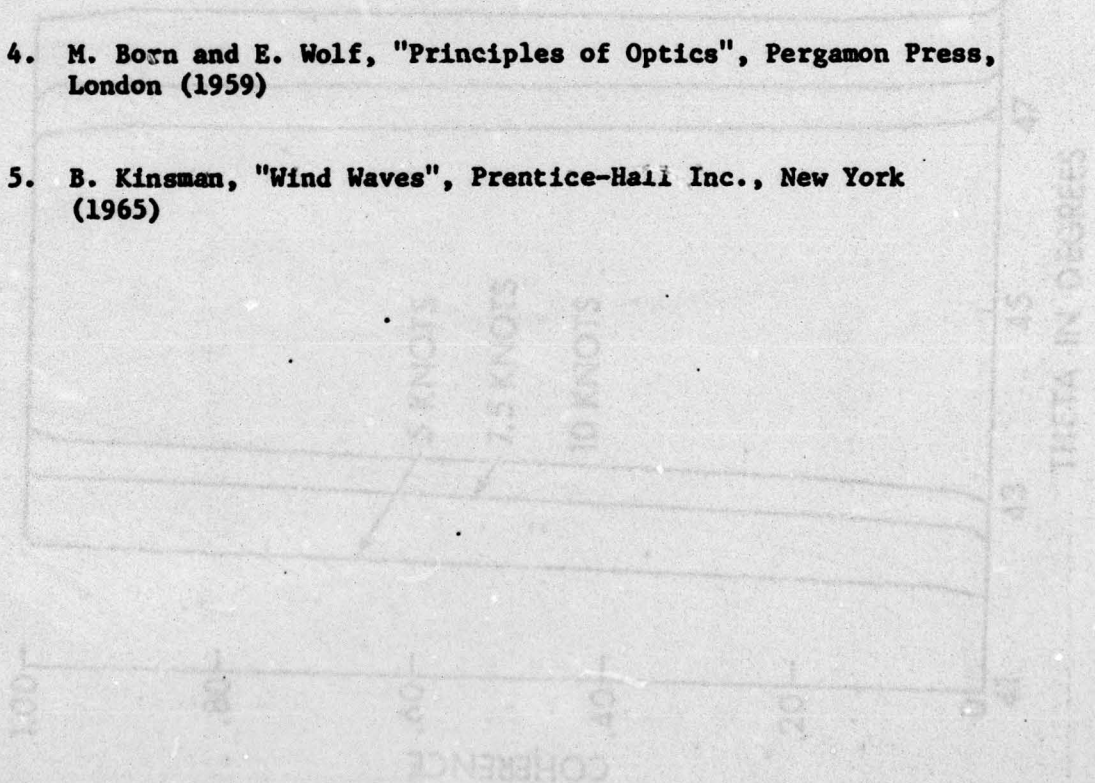 4. M. Born and E. Wolf, "Principles of Optics", Pergamon Press,
London (1959)
5. B. Kinsman, "Wind Waves", Prentice-Hall Inc., New York
(1965)
5 KNOTS
7.5 KNOTS
10 KNOTS
47
45
43
41
THETA IN DEGREES
1.00
.80
.60
.40
.20
0
COHERENCE